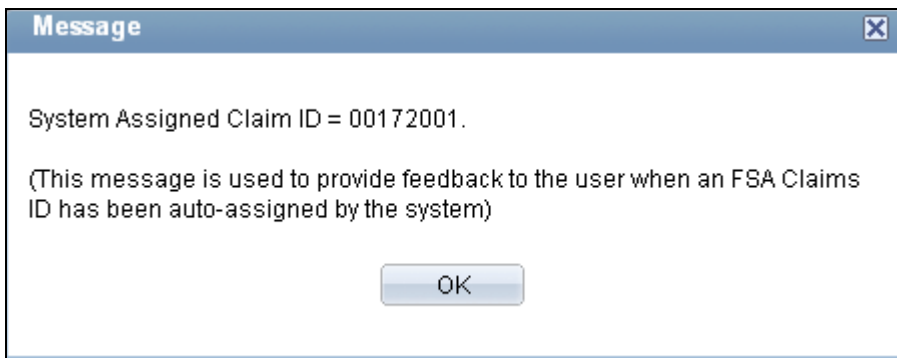 Message
System Assigned Claim ID = 00172001.
(This message is used to provide feedback to the user when an FSA Claims
ID has been auto-assigned by the system)
OK